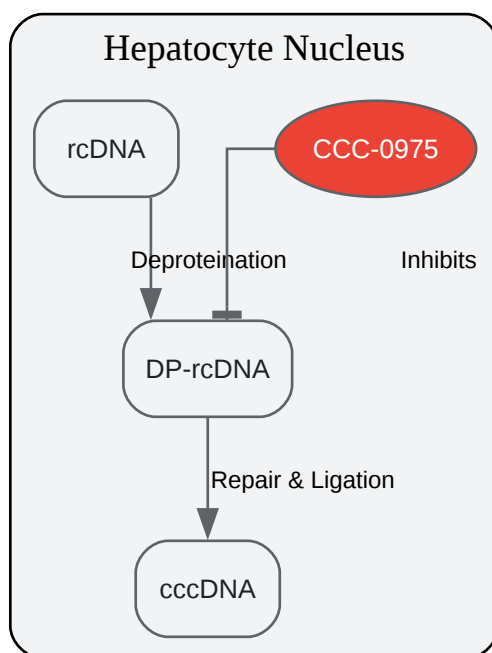 Hepatocyte Nucleus
rcDNA
CCC-0975
Deproteination
Inhibits
DP-rcDNA
Repair & Ligation
cccDNA